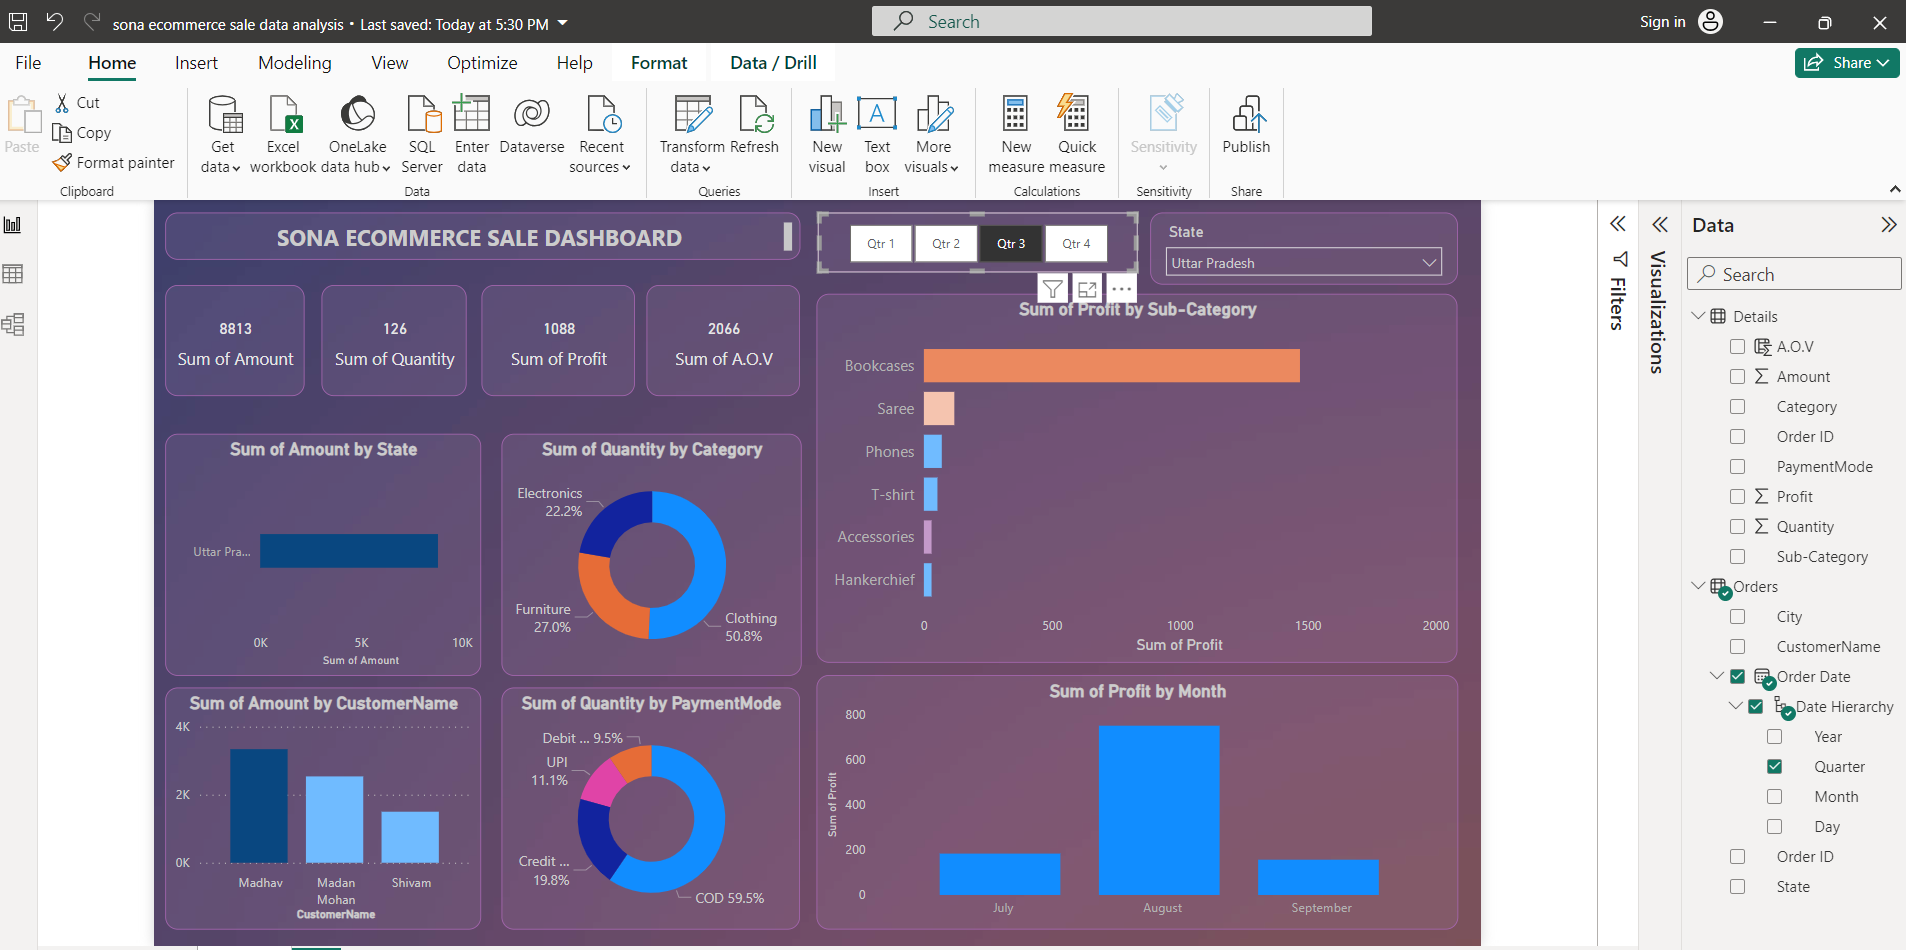 sona ecommerce sale data analysis • Last saved: Today at 5:30 PM
Search
Sign in
File
Home
Insert
Modeling
View
Optimize
Help
Format
Data / Drill
Share
Paste
Cut
Copy
Format painter
Clipboard
Get data
Excel workbook
OneLake data hub
SQL Server
Enter data
Dataverse
Recent sources
Data
Transform data
Refresh
Queries
New visual
Text box
More visuals
Insert
New measure
Quick measure
Calculations
Sensitivity
Sensitivity
Publish
Share
SONA ECOMMERCE SALE DASHBOARD
Qtr 1
Qtr 2
Qtr 3
Qtr 4
State
Uttar Pradesh
8813
Sum of Amount
126
Sum of Quantity
1088
Sum of Profit
2066
Sum of A.O.V
Sum of Profit by Sub-Category
Bookcases
Saree
Phones
T-shirt
Accessories
Hankerchief
0
500
1000
1500
2000
Sum of Profit
Sum of Amount by State
Uttar Pra...
0K
5K
10K
Sum of Amount
Sum of Quantity by Category
Electronics
22.2%
Furniture
27.0%
Clothing
50.8%
Sum of Amount by CustomerName
4K
2K
0K
Madhav
Madan
Mohan
Shivam
CustomerName
Sum of Quantity by PaymentMode
Debit ... 9.5%
UPI
11.1%
Credit ...
19.8%
COD 59.5%
Sum of Profit by Month
Sum of Profit
800
600
400
200
0
July
August
September
Filters
Visualizations
Data
Search
Details
A.O.V
Amount
Category
Order ID
PaymentMode
Profit
Quantity
Sub-Category
Orders
City
CustomerName
Order Date
Date Hierarchy
Year
Quarter
Month
Day
Order ID
State